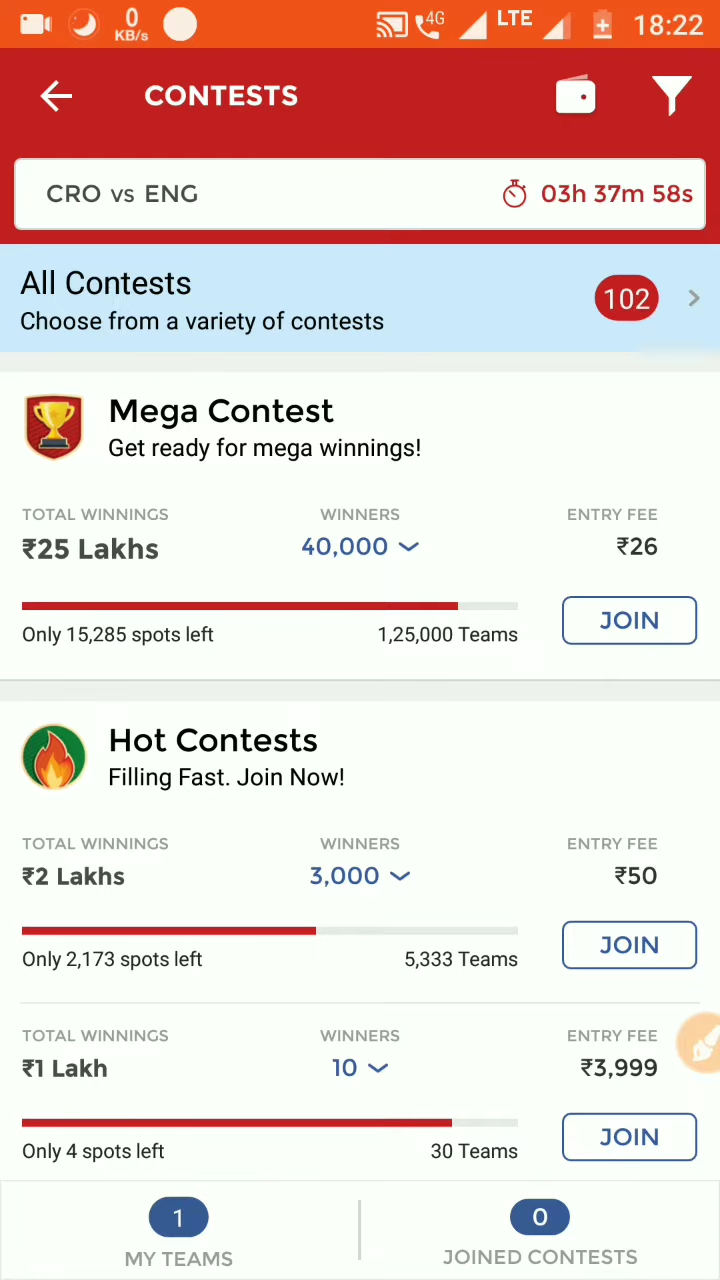 0 KB/s 4G LTE 18:22
CONTESTS
CRO vs ENG 03h 37m 58s
All Contests
102
Choose from a variety of contests
Mega Contest
Get ready for mega winnings!
TOTAL WINNINGS WINNERS ENTRY FEE
₹25 Lakhs 40,000 ₹26
Only 15,285 spots left 1,25,000 Teams JOIN
Hot Contests
Filling Fast. Join Now!
TOTAL WINNINGS WINNERS ENTRY FEE
₹2 Lakhs 3,000 ₹50
Only 2,173 spots left 5,333 Teams JOIN
TOTAL WINNINGS WINNERS ENTRY FEE
₹1 Lakh 10 ₹3,999
Only 4 spots left 30 Teams JOIN
1 0
MY TEAMS JOINED CONTESTS